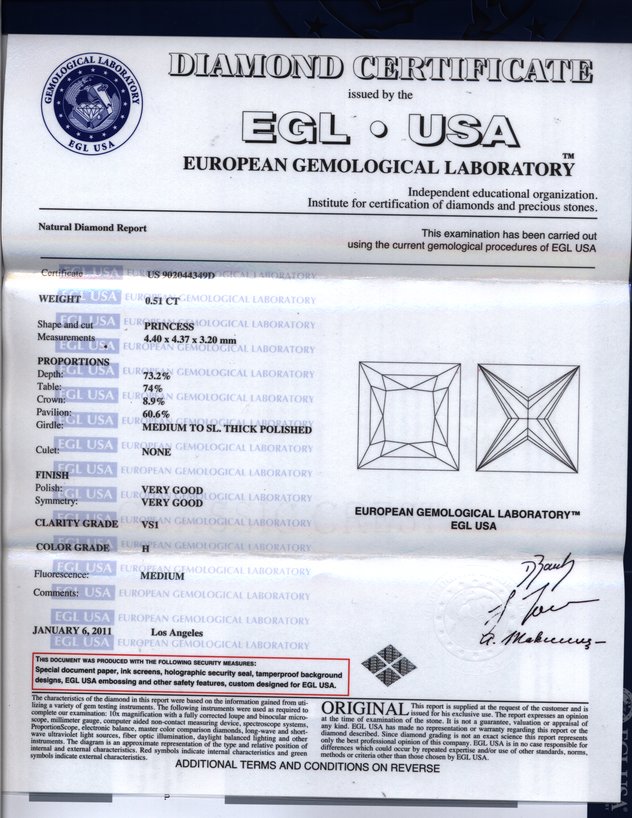 GEMOLOGICAL LABORATORY
EGL USA
DIAMOND CERTIFICATE
issued by the
EGL • USA
EUROPEAN GEMOLOGICAL LABORATORY™
Independent educational organization.
Institute for certification of diamonds and precious stones.
Natural Diamond Report
This examination has been carried out
using the current gemological procedures of EGL USA
Certificate US 902044349D
WEIGHT 0.51 CT
Shape and cut PRINCESS
Measurements 4.40 x 4.37 x 3.20 mm
PROPORTIONS
Depth: 73.2%
Table: 74%
Crown: 8.9%
Pavilion: 60.6%
Girdle: MEDIUM TO SL. THICK POLISHED
Culet: NONE
FINISH
Polish: VERY GOOD
Symmetry: VERY GOOD
CLARITY GRADE VS1
COLOR GRADE H
Fluorescence: MEDIUM
Comments:
JANUARY 6, 2011 Los Angeles
EUROPEAN GEMOLOGICAL LABORATORY™
EGL USA
THIS DOCUMENT WAS PRODUCED WITH THE FOLLOWING SECURITY MEASURES:
Special document paper, ink screens, holographic security seal, tamperproof background
designs, EGL USA embossing and other safety features, custom designed for EGL USA.
The characteristics of the diamond in this report were based on the information gained from uti-
lizing a variety of gem testing instruments. The following instruments were used in order to
complete our examination: 10x magnification with a fully corrected loupe and binocular micro-
scope, millimeter gauge, computer aided non-contact measuring device, spectroscope systems,
ProportionScope, electronic balance, master color comparison diamonds, long-wave and short-
wave ultraviolet light sources, fiber optic illumination, daylight balanced lighting and other
instruments. The diagram is an approximate representation of the type and relative position of
internal and external characteristics. Red symbols indicate internal characteristics and green
symbols indicate external characteristics.
ORIGINAL This report is supplied at the request of the customer and is
issued for his exclusive use. The report expresses an opinion
at the time of examination of the stone. It is not a guarantee, valuation or appraisal of
any kind. EGL USA has made no representation or warranty regarding this report or the
diamond described. Since diamond grading is not an exact science this report represents
only the best professional opinion of this company. EGL USA is in no case responsible for
differences which could occur by repeated expertise and/or use of other standards, norms,
methods or criteria other than those chosen by EGL USA.
ADDITIONAL TERMS AND CONDITIONS ON REVERSE